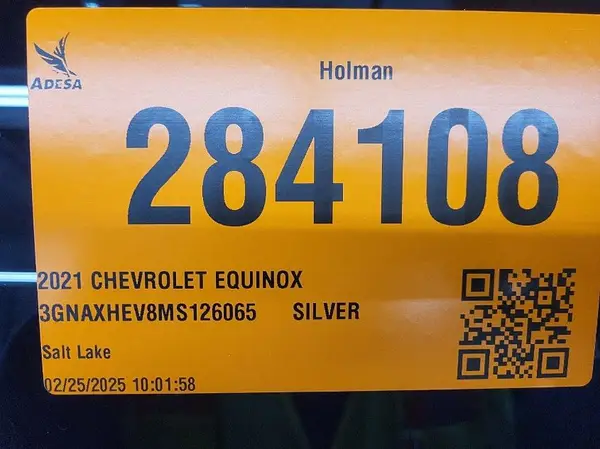 ADESA
Holman
284108
2021 CHEVROLET EQUINOX
3GNAXHEV8MS126065 SILVER
Salt Lake
02/25/2025 10:01:58